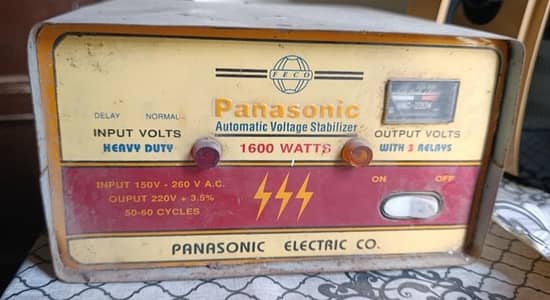 FECO
Panasonic
Automatic Voltage Stabilizer
DELAY NORMAL
INPUT VOLTS
HEAVY DUTY
1600 WATTS
OUTPUT VOLTS
WITH 3 RELAYS
INPUT 150V - 260 V A.C.
OUPUT 220V + 3.5%
50-60 CYCLES
ON OFF
PANASONIC ELECTRIC CO.